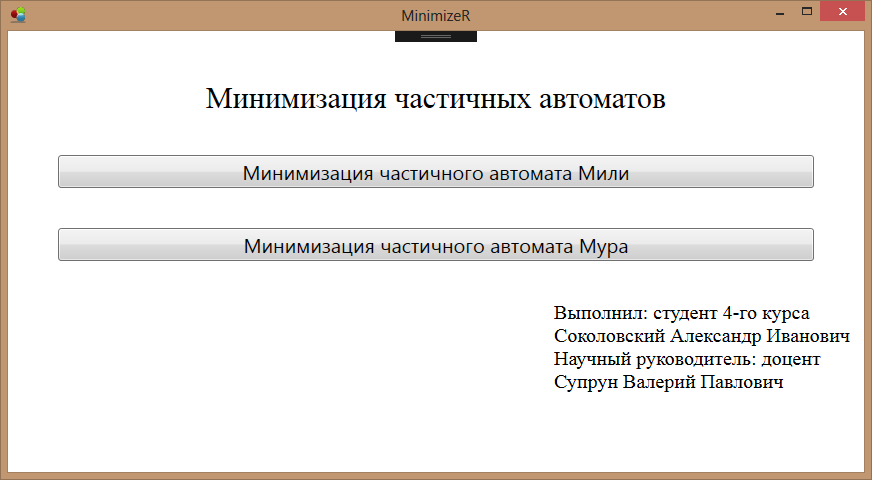 MinimizeR
Минимизация частичных автоматов
Минимизация частичного автомата Мили
Минимизация частичного автомата Мура
Выполнил: студент 4-го курса
Соколовский Александр Иванович
Научный руководитель: доцент
Супрун Валерий Павлович